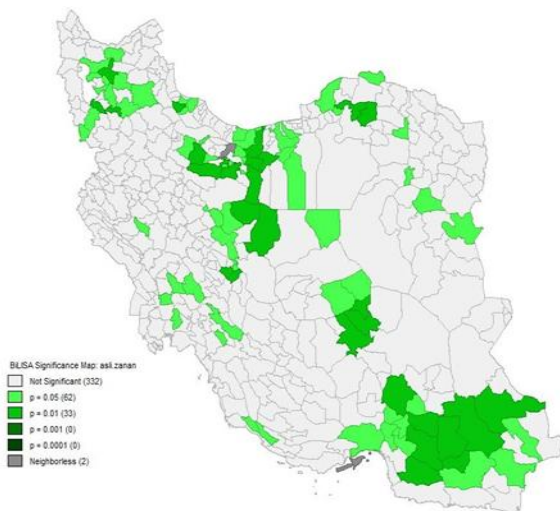 BiLISA Significance Map: asli.zanan
Not Significant (332)
p = 0.05 (62)
p = 0.01 (33)
p = 0.001 (0)
p = 0.0001 (0)
Neighborless (2)